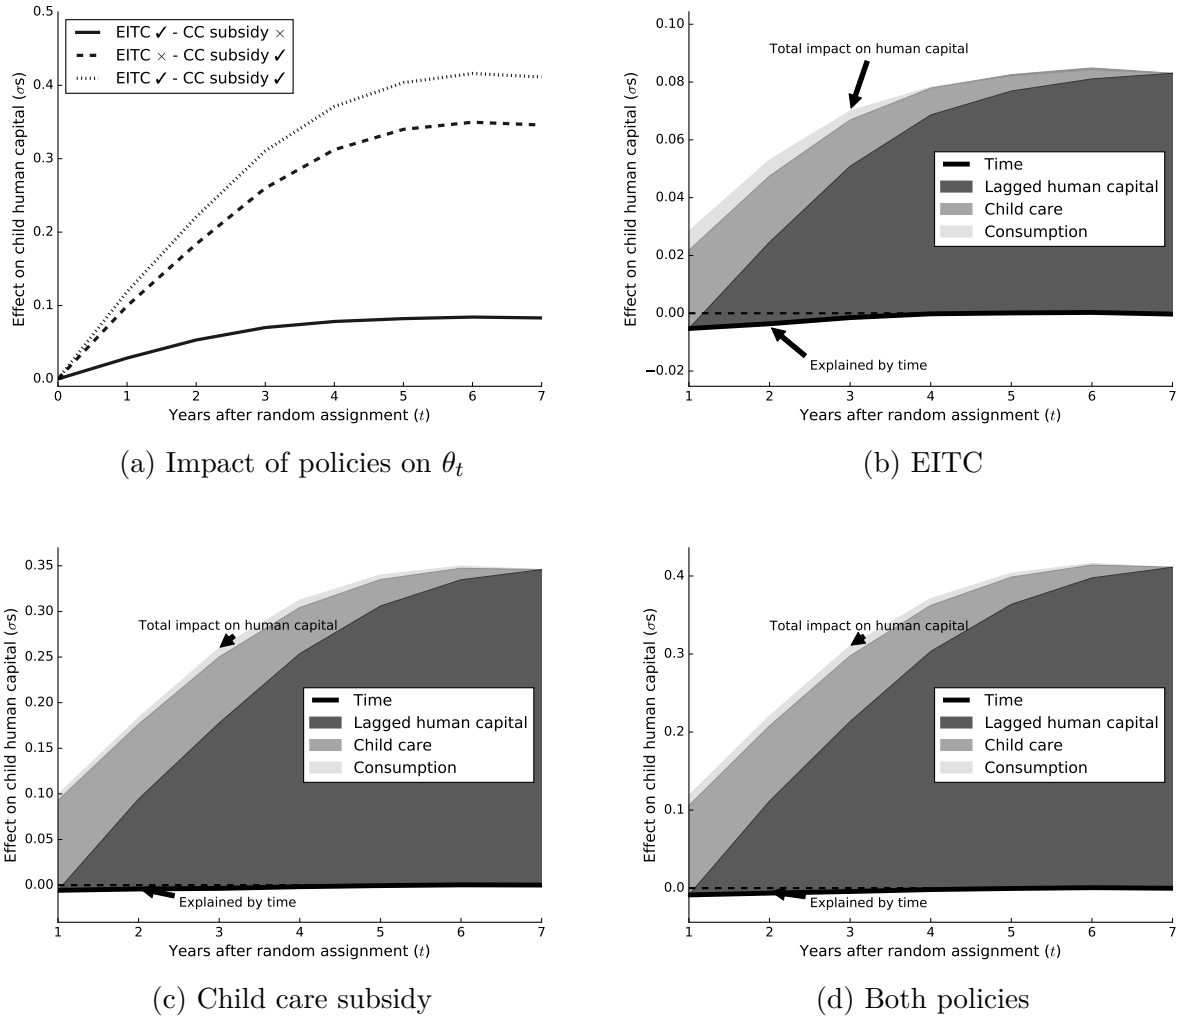 0.5
0.4
0.3
0.2
0.1
0.0
Effect on child human capital (σs)
EITC ✓ - CC subsidy ×
EITC × - CC subsidy ✓
EITC ✓ - CC subsidy ✓
0 1 2 3 4 5 6 7
Years after random assignment (t)
(a) Impact of policies on θt
0.10
0.08
0.06
0.04
0.02
0.00
−0.02
Effect on child human capital (σs)
Total impact on human capital
Time
Lagged human capital
Child care
Consumption
Explained by time
1 2 3 4 5 6 7
Years after random assignment (t)
(b) EITC
0.35
0.30
0.25
0.20
0.15
0.10
0.05
0.00
Effect on child human capital (σs)
Total impact on human capital
Time
Lagged human capital
Child care
Consumption
Explained by time
1 2 3 4 5 6 7
Years after random assignment (t)
(c) Child care subsidy
0.4
0.3
0.2
0.1
0.0
Effect on child human capital (σs)
Total impact on human capital
Time
Lagged human capital
Child care
Consumption
Explained by time
1 2 3 4 5 6 7
Years after random assignment (t)
(d) Both policies